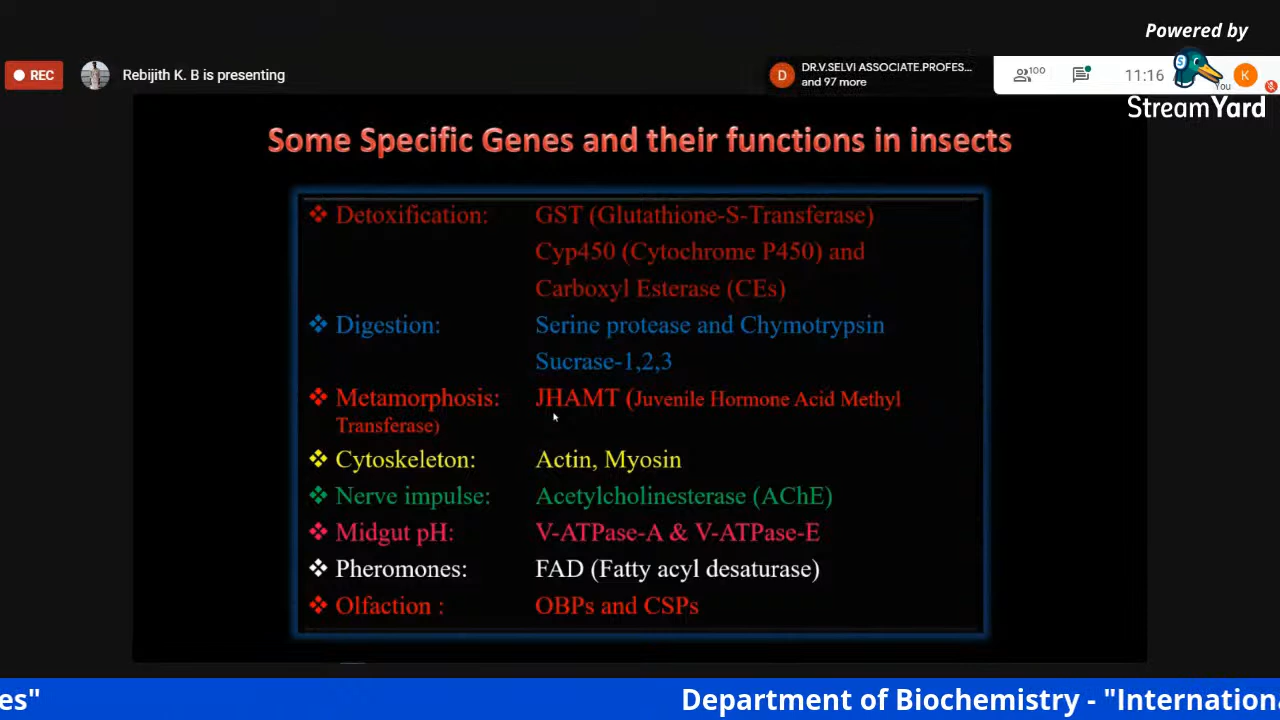 Powered by
StreamYard
REC
Rebijith K. B is presenting
D
DR.V.SELVI ASSOCIATE.PROFES...
and 97 more
100
11:16
You
K
Some Specific Genes and their functions in insects
❖ Detoxification: GST (Glutathione-S-Transferase)
Cyp450 (Cytochrome P450) and
Carboxyl Esterase (CEs)
❖ Digestion: Serine protease and Chymotrypsin
Sucrase-1,2,3
❖ Metamorphosis: JHAMT (Juvenile Hormone Acid Methyl
Transferase)
❖ Cytoskeleton: Actin, Myosin
❖ Nerve impulse: Acetylcholinesterase (AChE)
❖ Midgut pH: V-ATPase-A & V-ATPase-E
❖ Pheromones: FAD (Fatty acyl desaturase)
❖ Olfaction : OBPs and CSPs
es" Department of Biochemistry - "Internationa